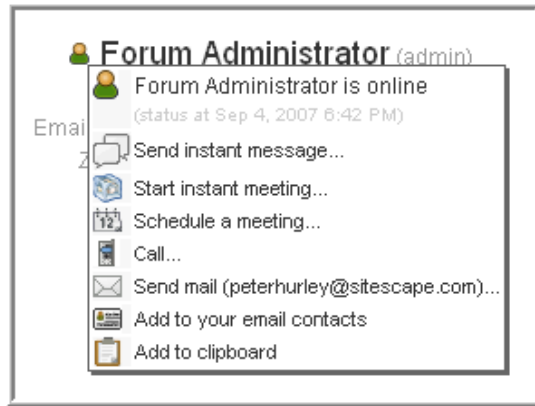 Forum Administrator (admin)
Forum Administrator is online
(status at Sep 4, 2007 6:42 PM)
Emai
Send instant message...
Z
Start instant meeting...
12
Schedule a meeting...
Call...
Send mail (peterhurley@sitescape.com)...
Add to your email contacts
Add to clipboard